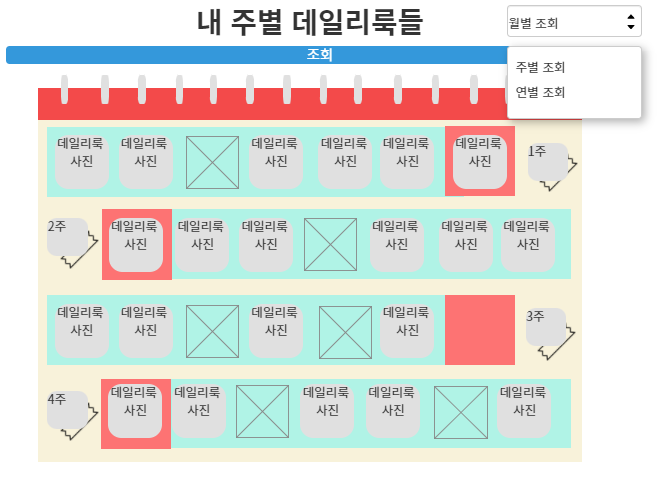 내 주별 데일리룩들
월별 조회
조회
주별 조회
연별 조회
데일리룩 데일리룩 데일리룩 데일리룩 데일리룩 데일리룩
사진 사진 사진 사진 사진 사진
1주
2주
데일리룩 데일리룩 데일리룩 데일리룩 데일리룩 데일리룩
사진 사진 사진 사진 사진 사진
데일리룩 데일리룩 데일리룩 데일리룩
사진 사진 사진 사진
3주
4주
데일리룩 데일리룩 데일리룩 데일리룩 데일리룩
사진 사진 사진 사진 사진